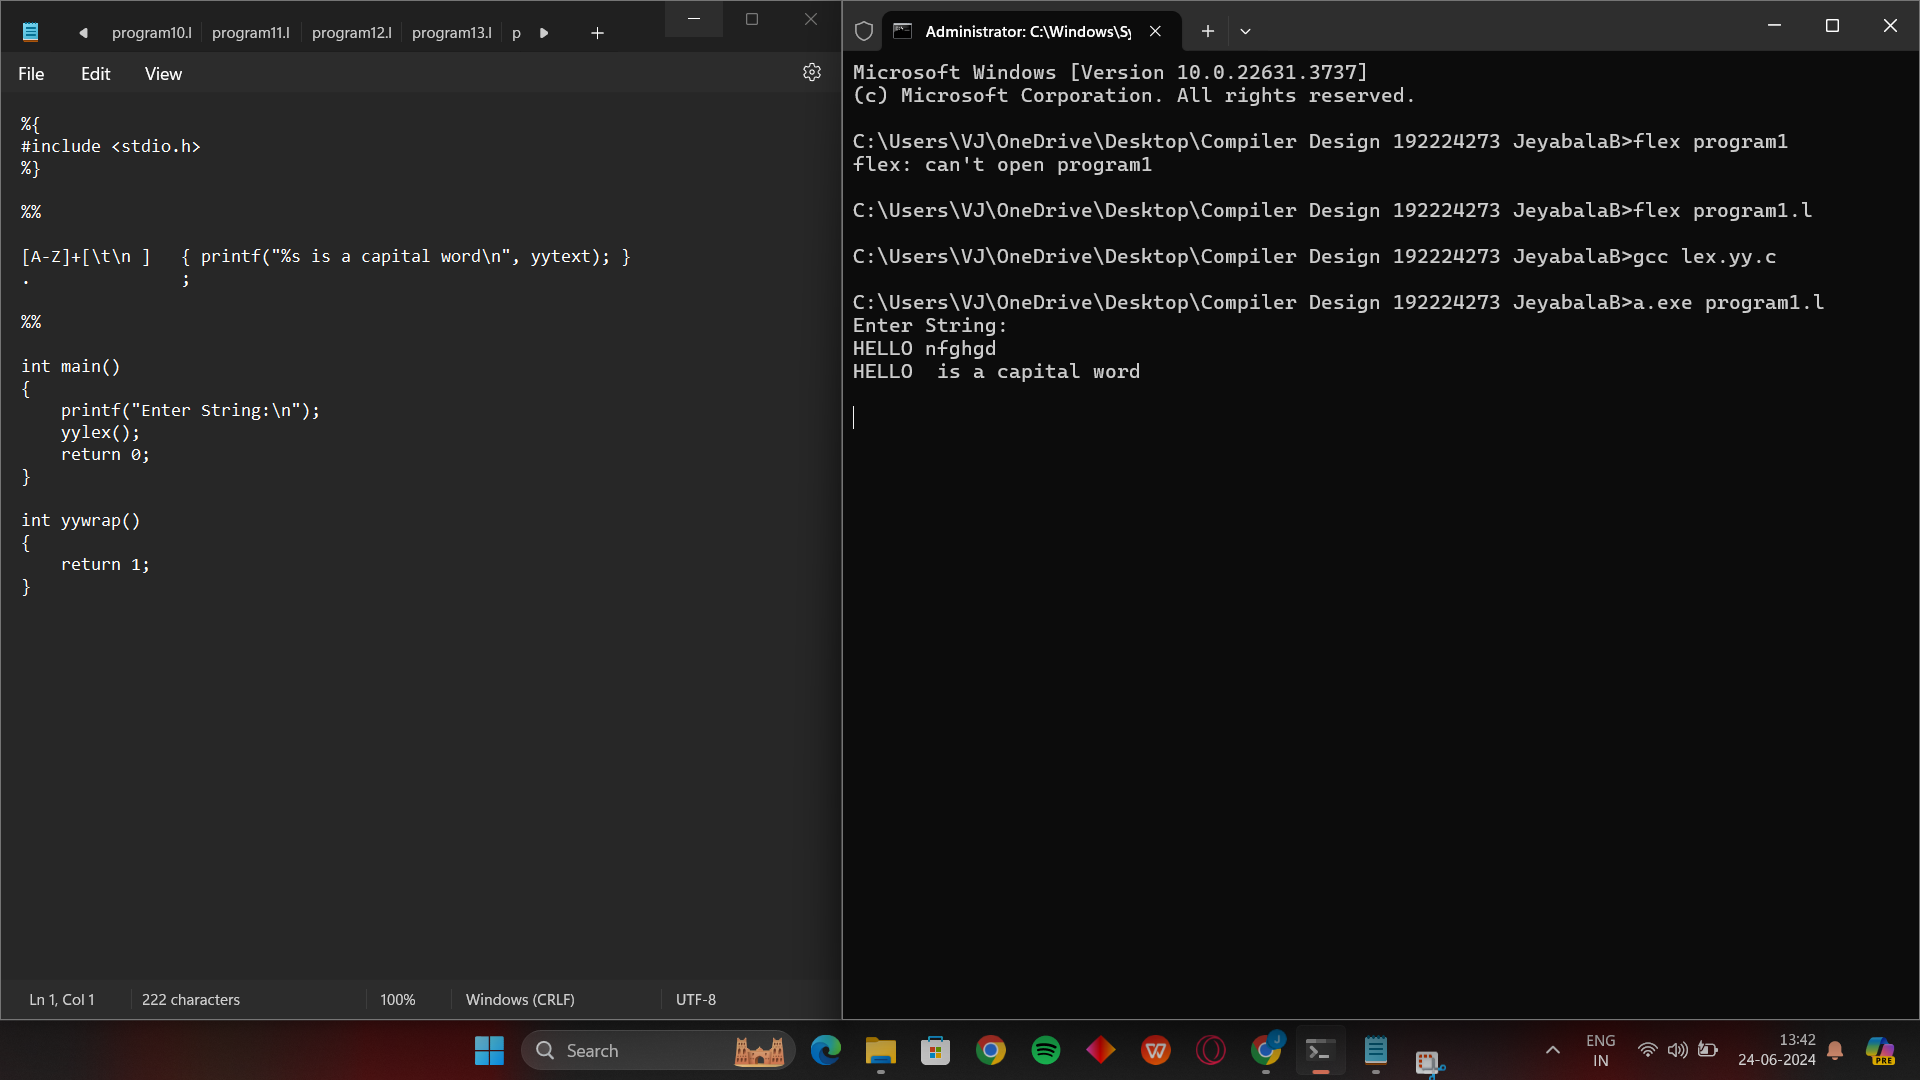 program10.l program11.l program12.l program13.l p
File Edit View
%{
#include <stdio.h>
%}
%%
[A-Z]+[\t\n ] { printf("%s is a capital word\n", yytext); }
. ;
%%
int main()
{
printf("Enter String:\n");
yylex();
return 0;
}
int yywrap()
{
return 1;
}
Ln 1, Col 1 222 characters 100% Windows (CRLF) UTF-8
Administrator: C:\Windows\Sy
Microsoft Windows [Version 10.0.22631.3737]
(c) Microsoft Corporation. All rights reserved.
C:\Users\VJ\OneDrive\Desktop\Compiler Design 192224273 JeyabalaB>flex program1
flex: can't open program1
C:\Users\VJ\OneDrive\Desktop\Compiler Design 192224273 JeyabalaB>flex program1.l
C:\Users\VJ\OneDrive\Desktop\Compiler Design 192224273 JeyabalaB>gcc lex.yy.c
C:\Users\VJ\OneDrive\Desktop\Compiler Design 192224273 JeyabalaB>a.exe program1.l
Enter String:
HELLO nfghgd
HELLO  is a capital word
Search
J
W
ENG
IN
13:42
24-06-2024
PRE